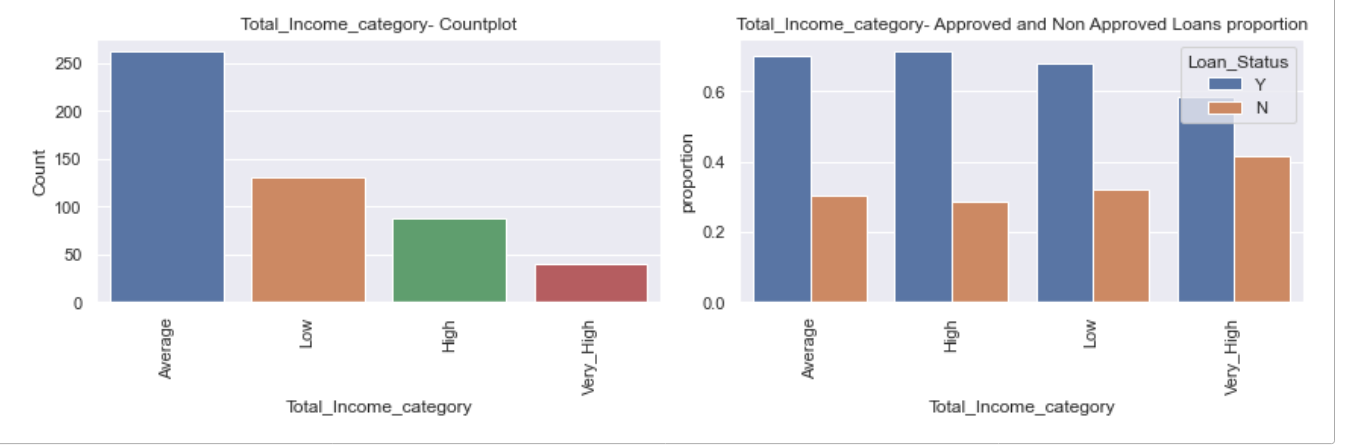 Total_Income_category- Countplot
Count
250
200
150
100
50
0
Average
Low
High
Very_High
Total_Income_category
Total_Income_category- Approved and Non Approved Loans proportion
Loan_Status
Y
N
proportion
0.6
0.4
0.2
0.0
Average
High
Low
Very_High
Total_Income_category